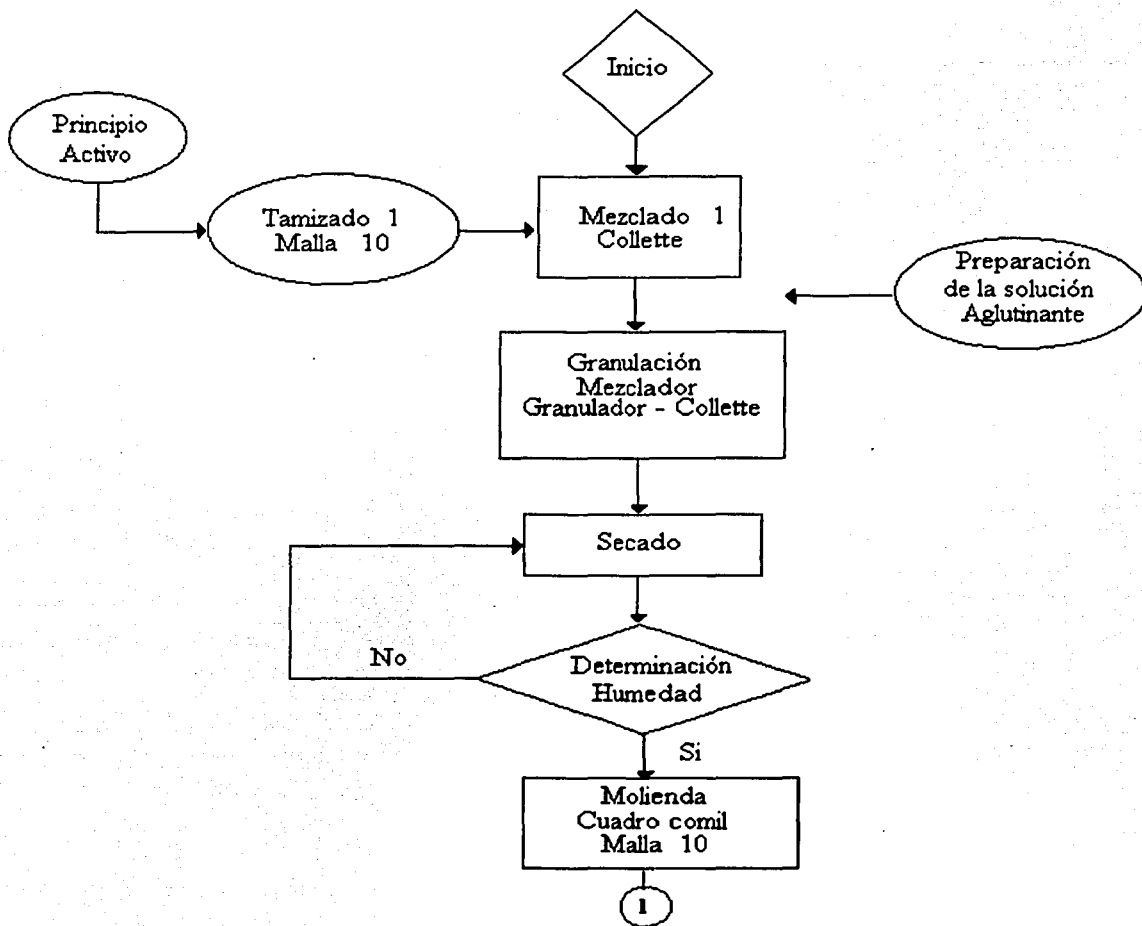 Inicio
Principio
Activo
Tamizado 1
Malla 10
Mezclado 1
Collette
Preparación
de la solución
Aglutinante
Granulación
Mezclador
Granulador - Collette
Secado
No
Determinación
Humedad
Si
Molienda
Cuadro comil
Malla 10
1